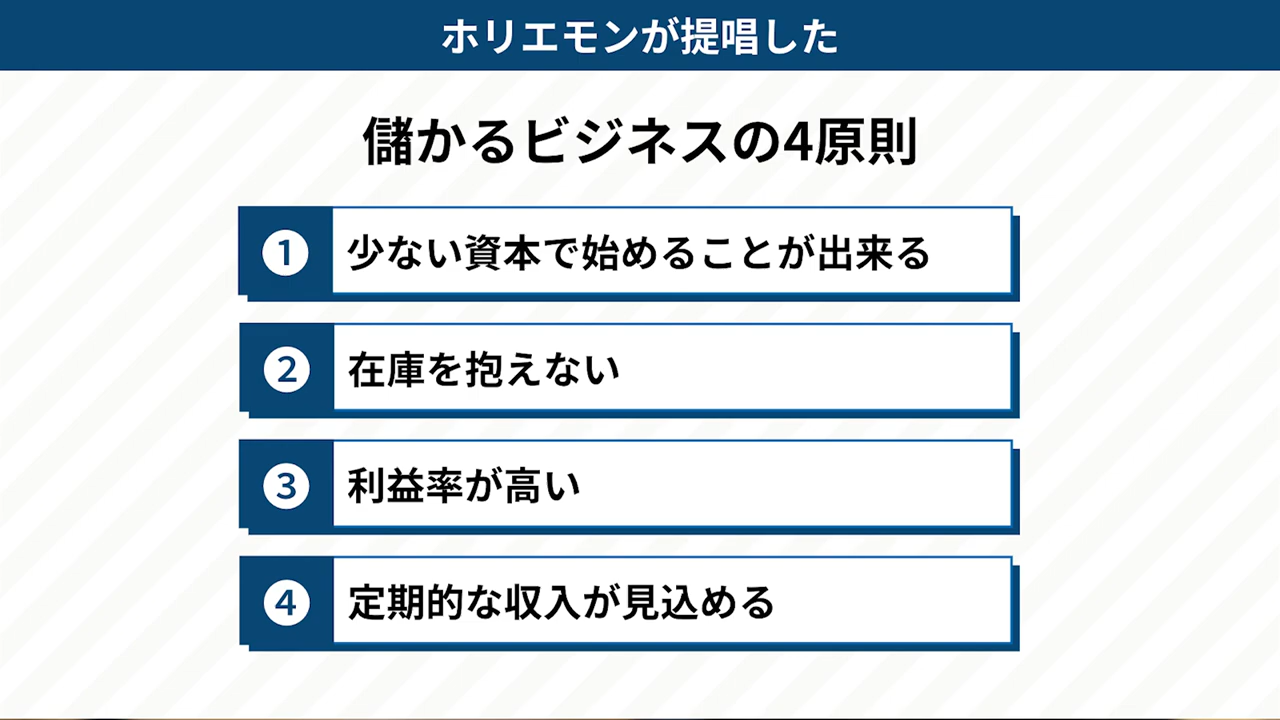 ホリエモンが提唱した
儲かるビジネスの4原則
1 少ない資本で始めることが出来る
2 在庫を抱えない
3 利益率が高い
4 定期的な収入が見込める